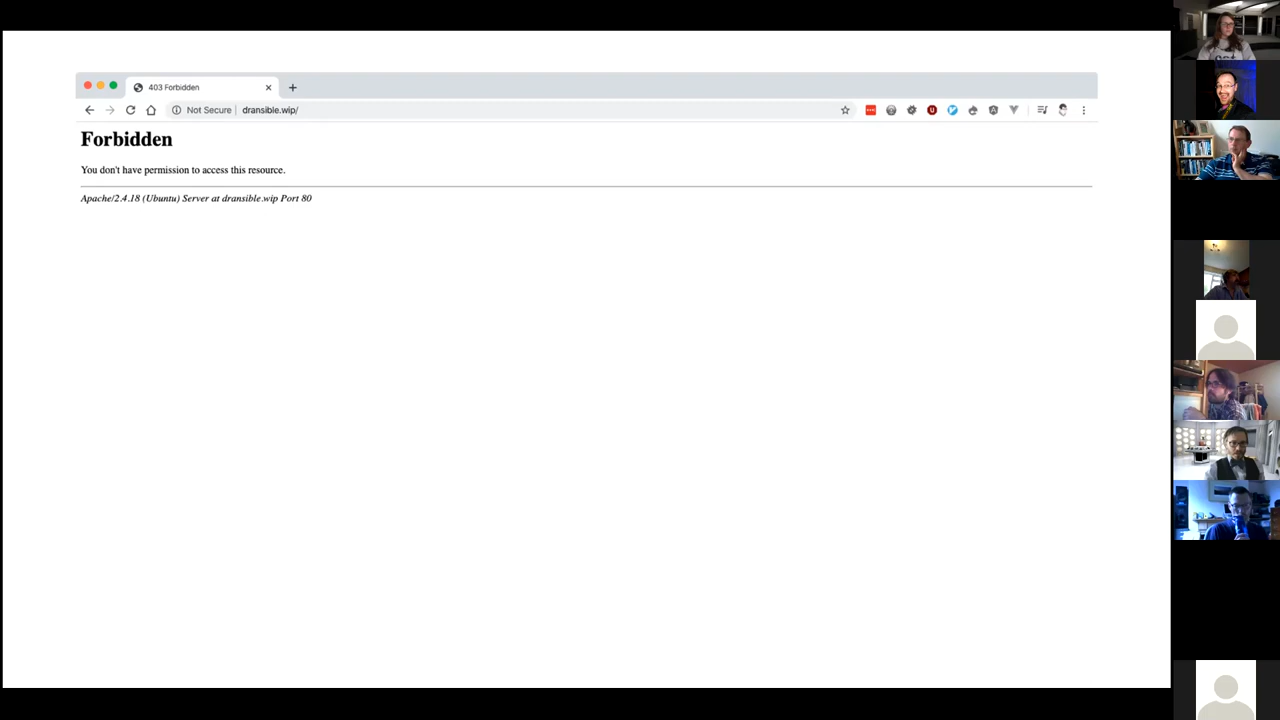 403 Forbidden
Not Secure
dransible.wip/
Forbidden
You don't have permission to access this resource.
Apache/2.4.18 (Ubuntu) Server at dransible.wip Port 80